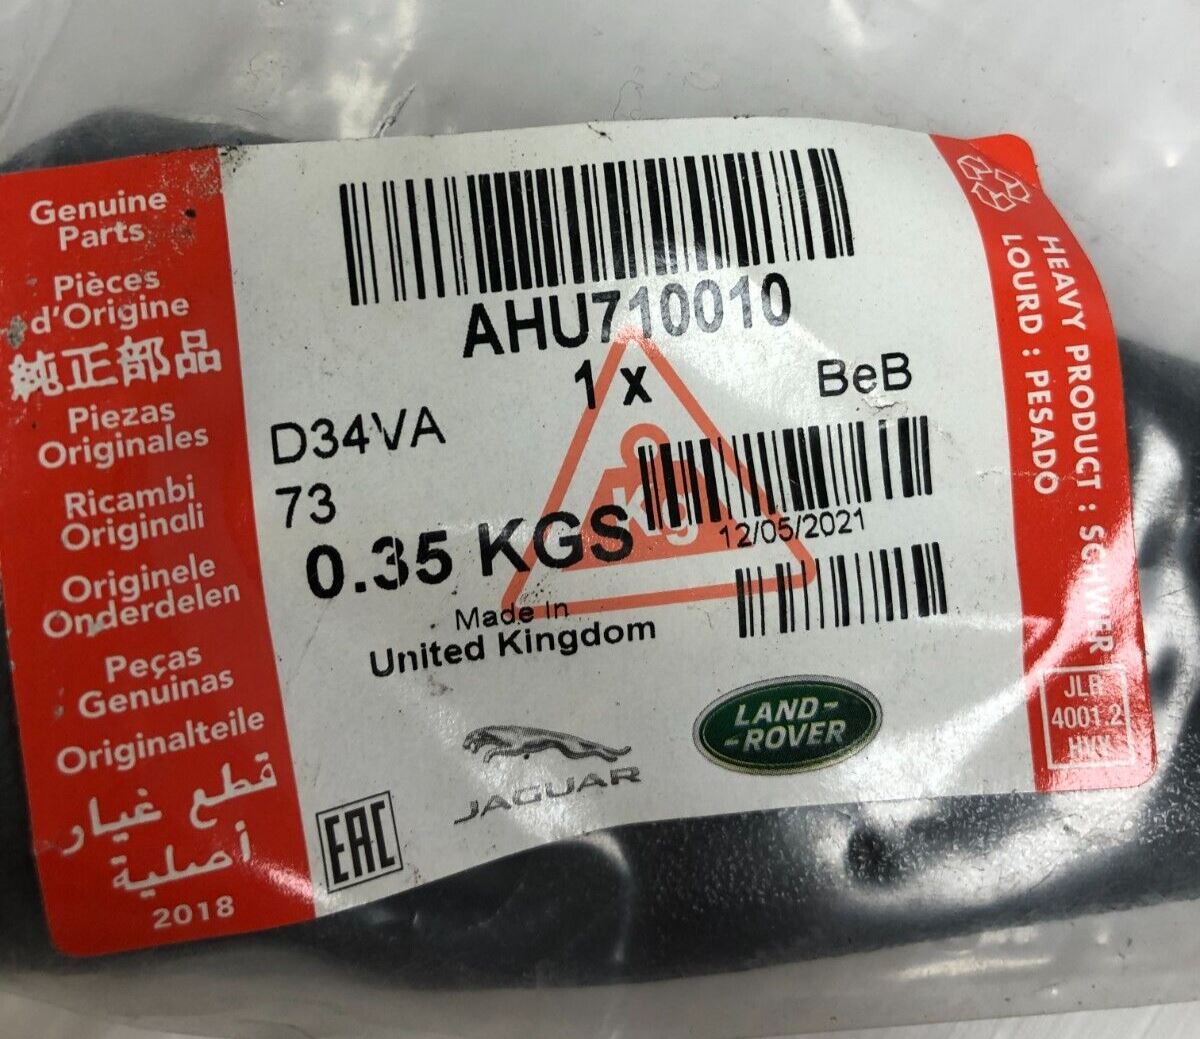 Genuine
Parts
Pièces
d'Origine
純正部品
Piezas
Originales
Ricambi
Originali
Originele
Onderdelen
Peças
Genuinas
Originalteile
قطع غيار
أصلية
2018
AHU710010
1 x
BeB
D34VA
73
0.35 KGS
Kg
12/05/2021
Made In
United Kingdom
JAGUAR
LAND-
-ROVER
EAC
HEAVY PRODUCT : SCHWER
LOURD : PESADO
JLR
4001.2
HVY